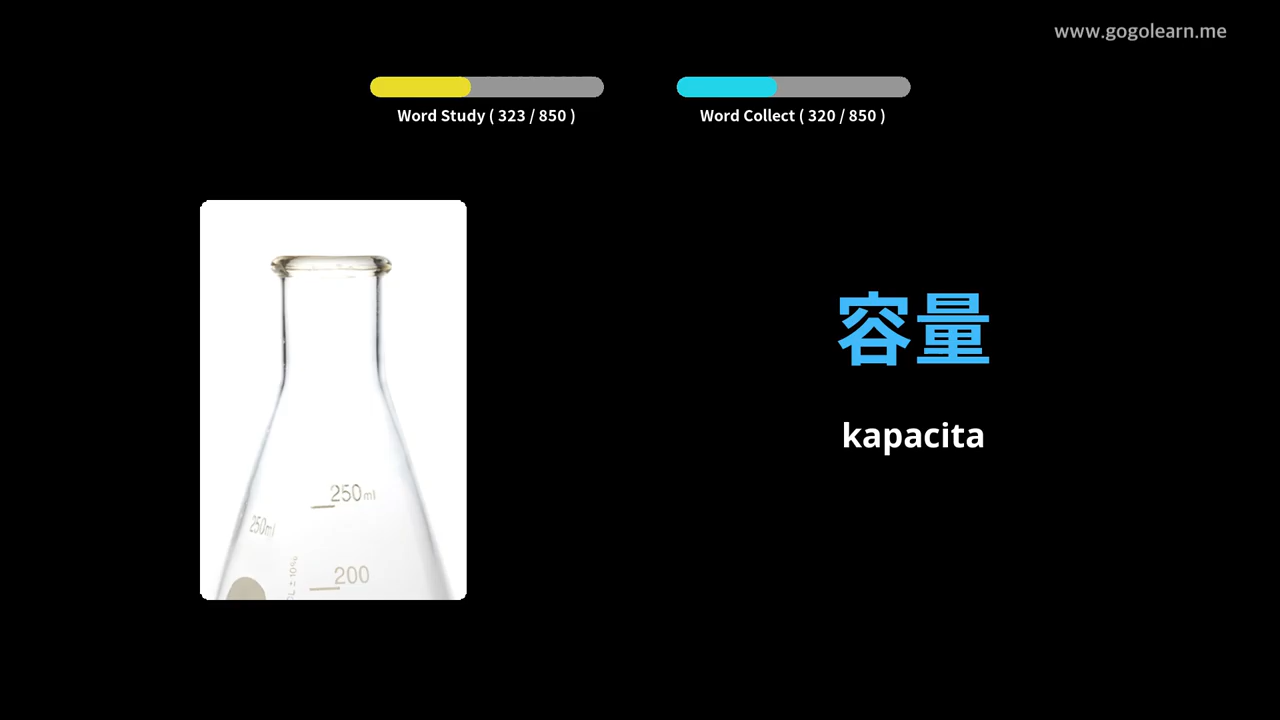 www.gogolearn.me
Word Study ( 323 / 850 )
Word Collect ( 320 / 850 )
容量
kapacita
250ml
250ml
200